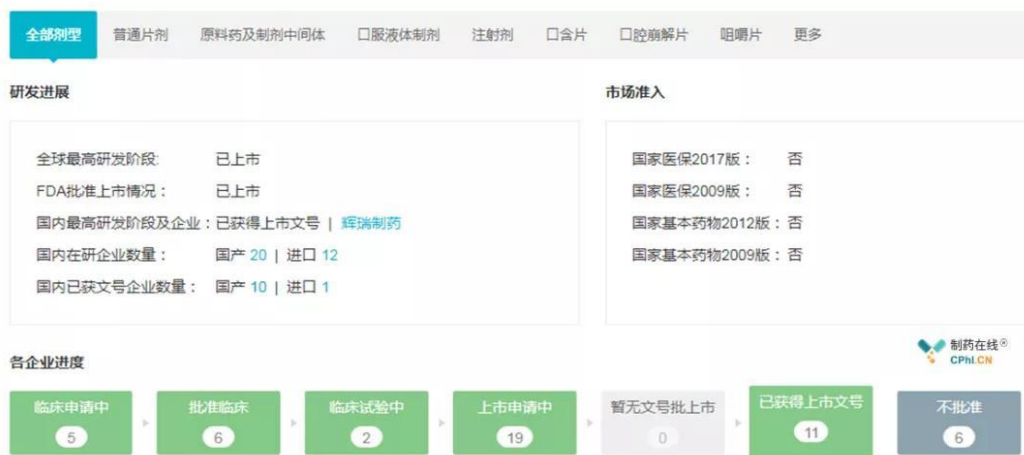 全部剂型 普通片剂 原料药及制剂中间体 口服液体制剂 注射剂 口含片 口腔崩解片 咀嚼片 更多
研发进展
全球最高研发阶段: 已上市
FDA批准上市情况: 已上市
国内最高研发阶段及企业: 已获得上市文号 | 辉瑞制药
国内在研企业数量: 国产 20 | 进口 12
国内已获文号企业数量: 国产 10 | 进口 1
市场准入
国家医保2017版: 否
国家医保2009版: 否
国家基本药物2012版: 否
国家基本药物2009版: 否
制药在线®
CPhI.CN
各企业进度
临床申请中 批准临床 临床试验中 上市申请中 暂无文号批上市 已获得上市文号 不批准
5 6 2 19 0 11 6